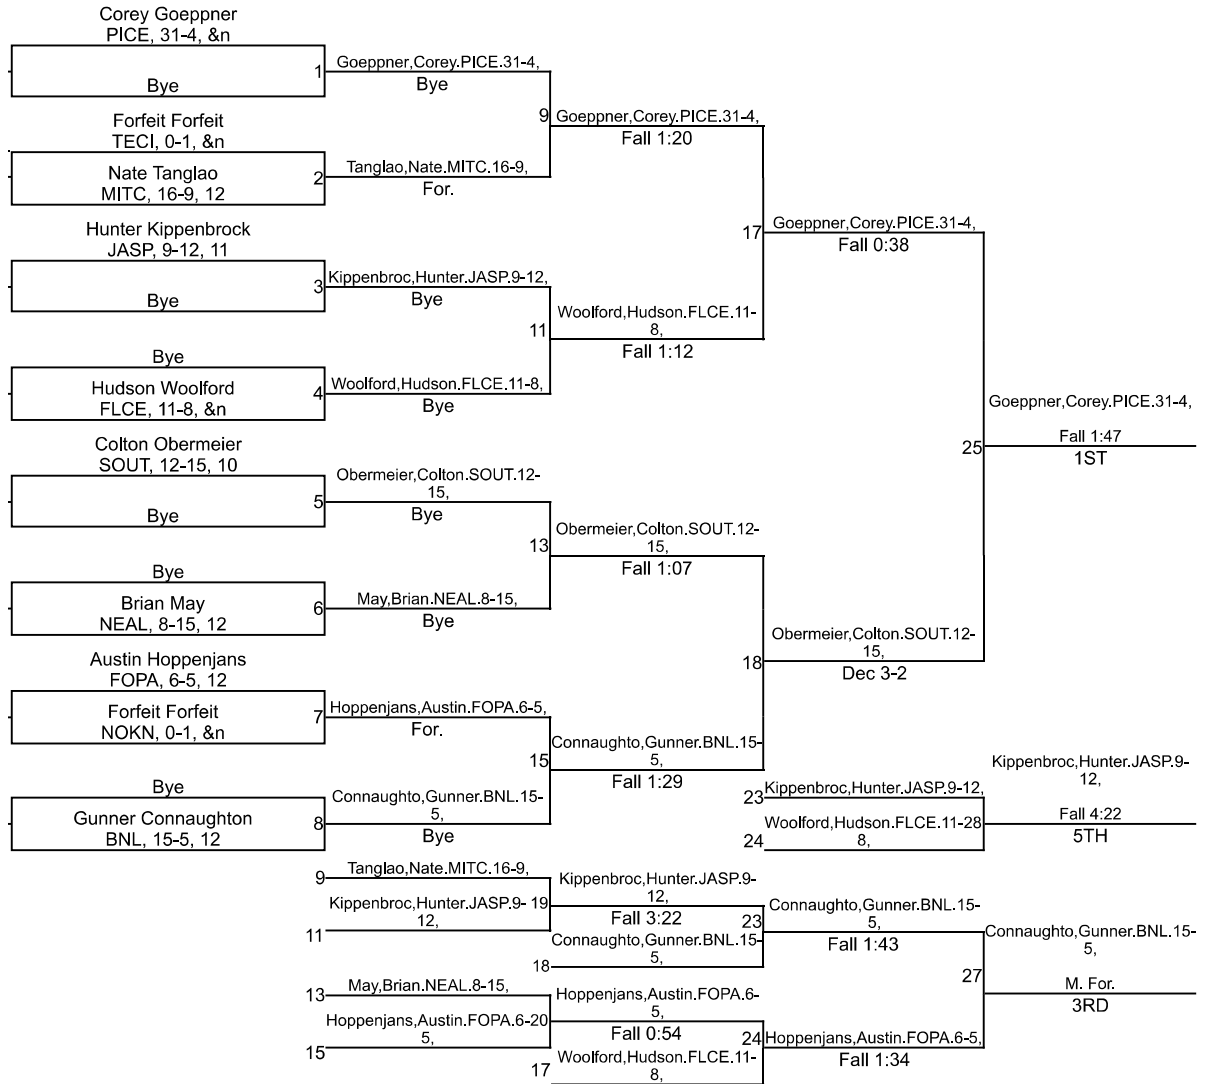 Corey Goeppner
PICE, 31-4, &n
Bye
1
Goeppner,Corey.PICE.31-4,
Bye
Forfeit Forfeit
TECI, 0-1, &n
Nate Tanglao
MITC, 16-9, 12
2
Tanglao,Nate.MITC.16-9,
For.
9
Goeppner,Corey.PICE.31-4,
Fall 1:20
Hunter Kippenbrock
JASP, 9-12, 11
Bye
3
Kippenbroc,Hunter.JASP.9-12,
Bye
Bye
Hudson Woolford
FLCE, 11-8, &n
4
Woolford,Hudson.FLCE.11-8,
Bye
11
Woolford,Hudson.FLCE.11-
8,
Fall 1:12
17
Goeppner,Corey.PICE.31-4,
Fall 0:38
Colton Obermeier
SOUT, 12-15, 10
Bye
5
Obermeier,Colton.SOUT.12-
15,
Bye
Bye
Brian May
NEAL, 8-15, 12
6
May,Brian.NEAL.8-15,
Bye
13
Obermeier,Colton.SOUT.12-
15,
Fall 1:07
Austin Hoppenjans
FOPA, 6-5, 12
Forfeit Forfeit
NOKN, 0-1, &n
7
Hoppenjans,Austin.FOPA.6-5,
For.
Bye
Gunner Connaughton
BNL, 15-5, 12
8
Connaughto,Gunner.BNL.15-
5,
Bye
15
Connaughto,Gunner.BNL.15-
5,
Fall 1:29
18
Obermeier,Colton.SOUT.12-
15,
Dec 3-2
25
Goeppner,Corey.PICE.31-4,
Fall 1:47
1ST
23
Kippenbroc,Hunter.JASP.9-12,
24
Woolford,Hudson.FLCE.11-28
8,
Kippenbroc,Hunter.JASP.9-
12,
Fall 4:22
5TH
9
Tanglao,Nate.MITC.16-9,
11
Kippenbroc,Hunter.JASP.9- 19
12,
Kippenbroc,Hunter.JASP.9-
12,
Fall 3:22
18
Connaughto,Gunner.BNL.15-
5,
23
Connaughto,Gunner.BNL.15-
5,
Fall 1:43
13
May,Brian.NEAL.8-15,
15
Hoppenjans,Austin.FOPA.6-20
5,
Hoppenjans,Austin.FOPA.6-
5,
Fall 0:54
17
Woolford,Hudson.FLCE.11-
8,
24
Hoppenjans,Austin.FOPA.6-5,
Fall 1:34
27
Connaughto,Gunner.BNL.15-
5,
M. For.
3RD